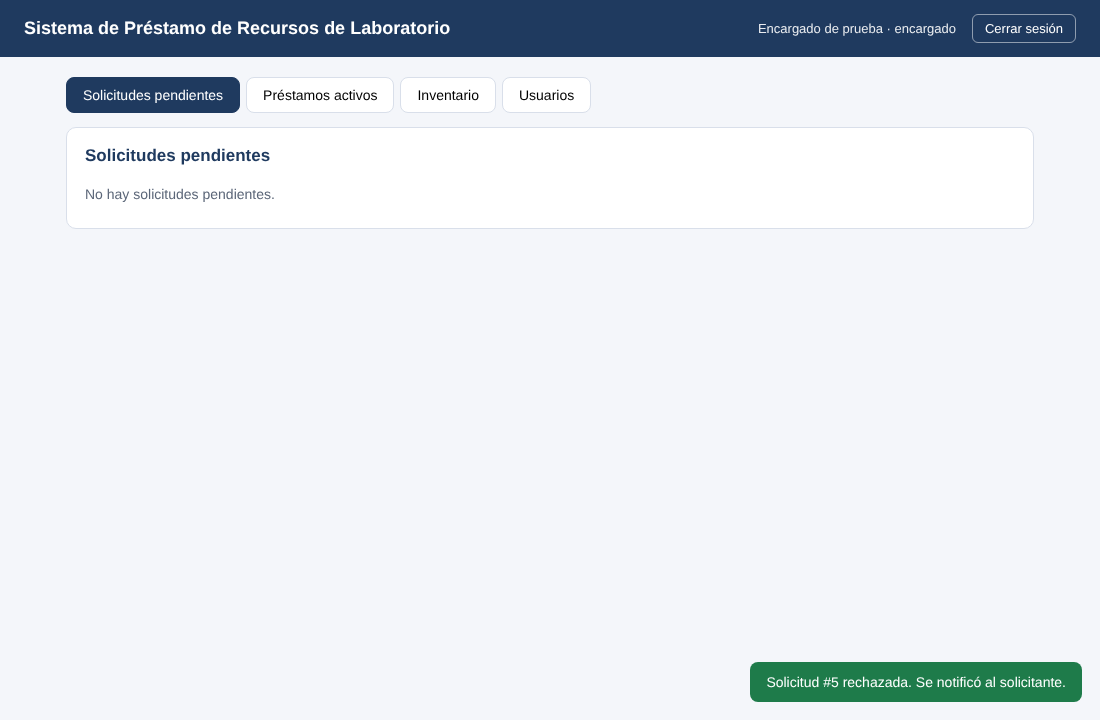 Sistema de Préstamo de Recursos de Laboratorio
Encargado de prueba · encargado
Cerrar sesión
Solicitudes pendientes
Préstamos activos
Inventario
Usuarios
Solicitudes pendientes
No hay solicitudes pendientes.
Solicitud #5 rechazada. Se notificó al solicitante.